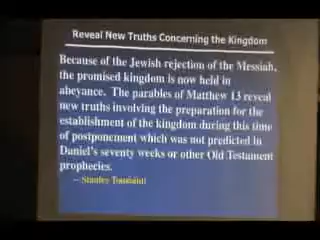 Reveal New Truths Concerning the Kingdom
Because of the Jewish rejection of the Messiah,
the promised kingdom is now held in
abeyance. The parables of Matthew 13 reveal
new truths involving the preparation for the
establishment of the kingdom during this time
of postponement which was not predicted in
Daniel's seventy weeks or other Old Testament
prophecies.
— Stanley Toussaint